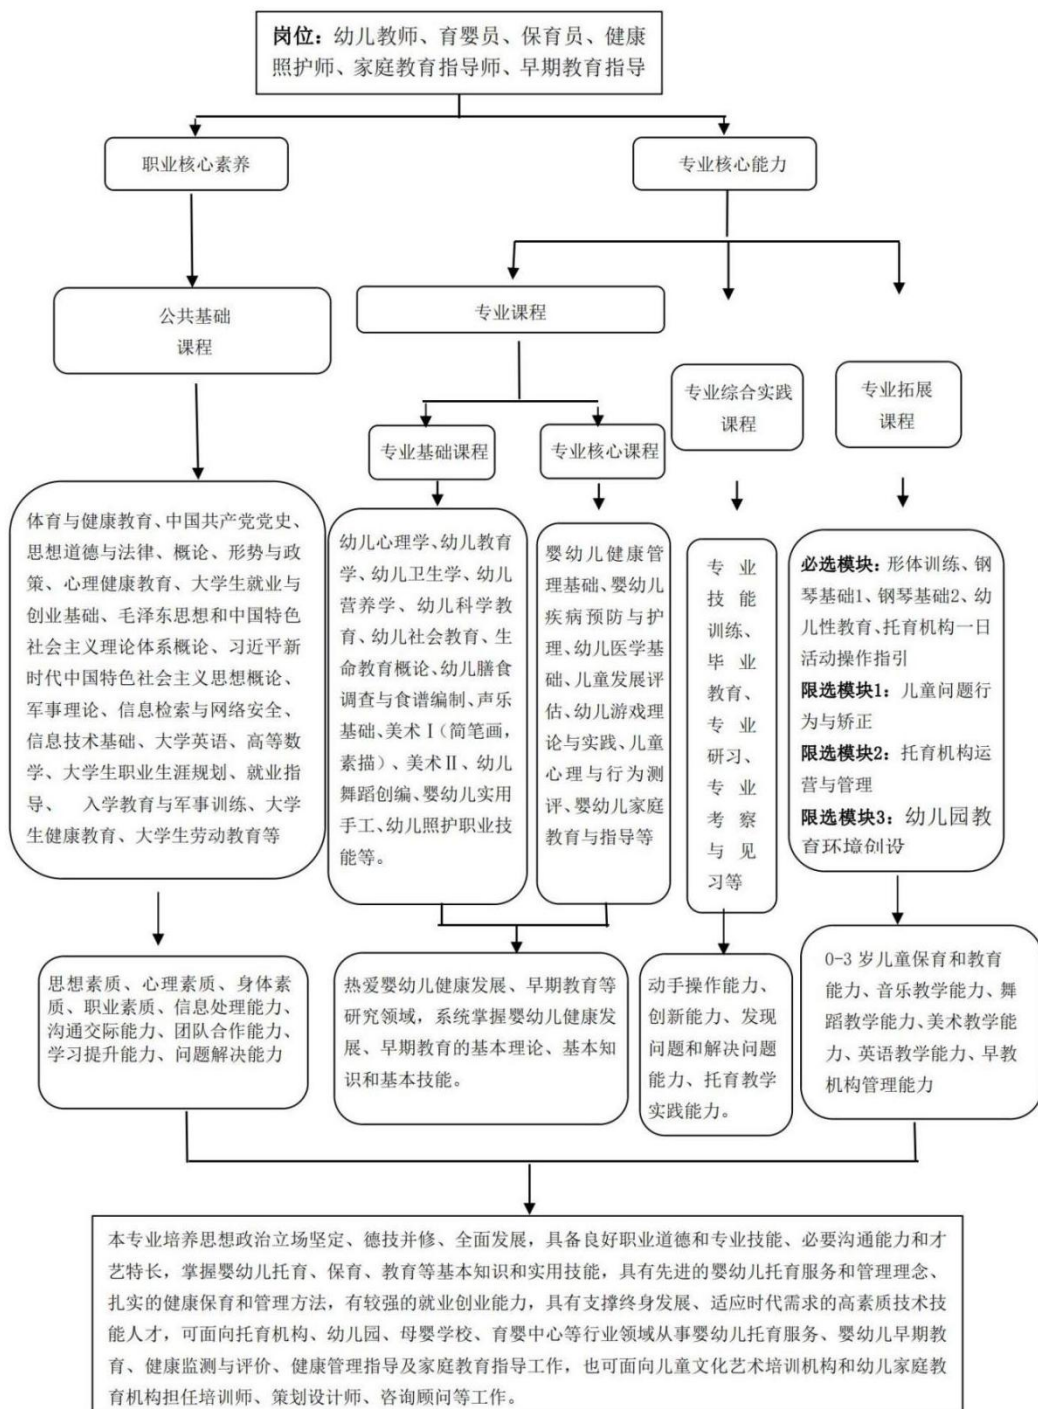 岗位：幼儿教师、育婴员、保育员、健康
照护师、家庭教育指导师、早期教育指导
职业核心素养
专业核心能力
公共基础
课程
专业课程
专业综合实践
课程
专业拓展
课程
专业基础课程
专业核心课程
体育与健康教育、中国共产党党史、
思想道德与法律、概论、形势与政
策、心理健康教育、大学生就业与
创业基础、毛泽东思想和中国特色
社会主义理论体系概论、习近平新
时代中国特色社会主义思想概论、
军事理论、信息检索与网络安全、
信息技术基础、大学英语、高等数
学、大学生职业生涯规划、就业指
导、 入学教育与军事训练、大学
生健康教育、大学生劳动教育等
幼儿心理学、幼儿教育
学、幼儿卫生学、幼儿
营养学、幼儿科学教
育、幼儿社会教育、生
命教育概论、幼儿膳食
调查与食谱编制、声乐
基础、美术Ⅰ（简笔画，
素描）、美术Ⅱ、幼儿
舞蹈创编、婴幼儿实用
手工、幼儿照护职业技
能等。
婴幼儿健康管
理基础、婴幼儿
疾病预防与护
理、幼儿医学基
础、儿童发展评
估、幼儿游戏理
论与实践、儿童
心理与行为测
评、婴幼儿家庭
教育与指导等
专业
技能
训练、
毕业
教育、
专业
研习、
专业
考察
与见
习等
必选模块：形体训练、钢
琴基础1、钢琴基础2、幼
儿性教育、托育机构一日
活动操作指引
限选模块1：儿童问题行
为与矫正
限选模块2：托育机构运
营与管理
限选模块3：幼儿园教
育环境创设
思想素质、心理素质、身体素
质、职业素质、信息处理能力、
沟通交际能力、团队合作能力、
学习提升能力、问题解决能力
热爱婴幼儿健康发展、早期教育等
研究领域，系统掌握婴幼儿健康发
展、早期教育的基本理论、基本知
识和基本技能。
动手操作能力、
创新能力、发现
问题和解决问题
能力、托育教学
实践能力。
0-3 岁儿童保育和教育
能力、音乐教学能力、舞
蹈教学能力、美术教学能
力、英语教学能力、早教
机构管理能力
本专业培养思想政治立场坚定、德技并修、全面发展，具备良好职业道德和专业技能、必要沟通能力和才
艺特长，掌握婴幼儿托育、保育、教育等基本知识和实用技能，具有先进的婴幼儿托育服务和管理理念、
扎实的健康保育和管理方法，有较强的就业创业能力，具有支撑终身发展、适应时代需求的高素质技术技
能人才，可面向托育机构、幼儿园、母婴学校、育婴中心等行业领域从事婴幼儿托育服务、婴幼儿早期教
育、健康监测与评价、健康管理指导及家庭教育指导工作，也可面向儿童文化艺术培训机构和幼儿家庭教
育机构担任培训师、策划设计师、咨询顾问等工作。